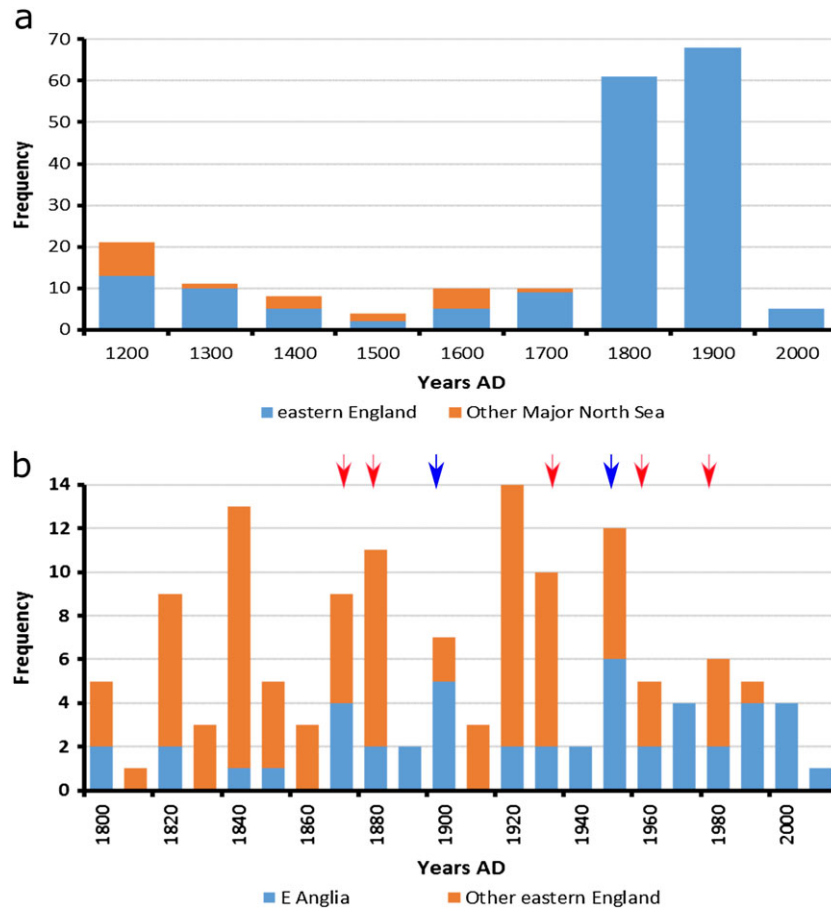 a
70
60
50
40
30
20
10
0
Frequency
1200 1300 1400 1500 1600 1700 1800 1900 2000
Years AD
eastern England Other Major North Sea
b
14
12
10
8
6
4
2
0
Frequency
1800 1820 1840 1860 1880 1900 1920 1940 1960 1980 2000
Years AD
E Anglia Other eastern England